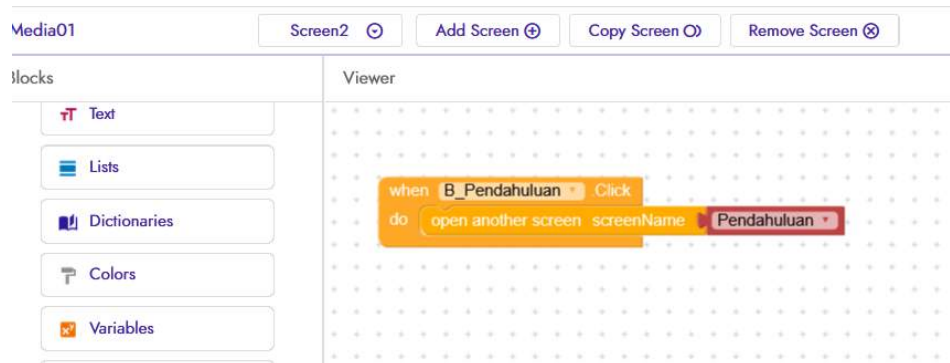 Media01 Screen2 Add Screen Copy Screen Remove Screen
Blocks Viewer
Text
Lists
when B_Pendahuluan .Click
do open another screen screenName Pendahuluan
Dictionaries
Colors
Variables